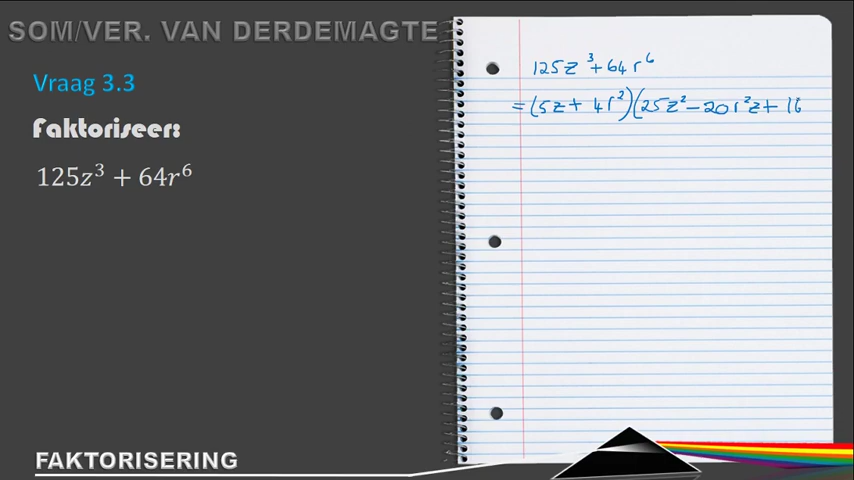 SOM/VER. VAN DERDEMAGTE
Vraag 3.3
Faktoriseer:
125z³ + 64r⁶
125z³ + 64r⁶
= (5z + 4r²)(25z² - 20r²z + 16
FAKTORISERING